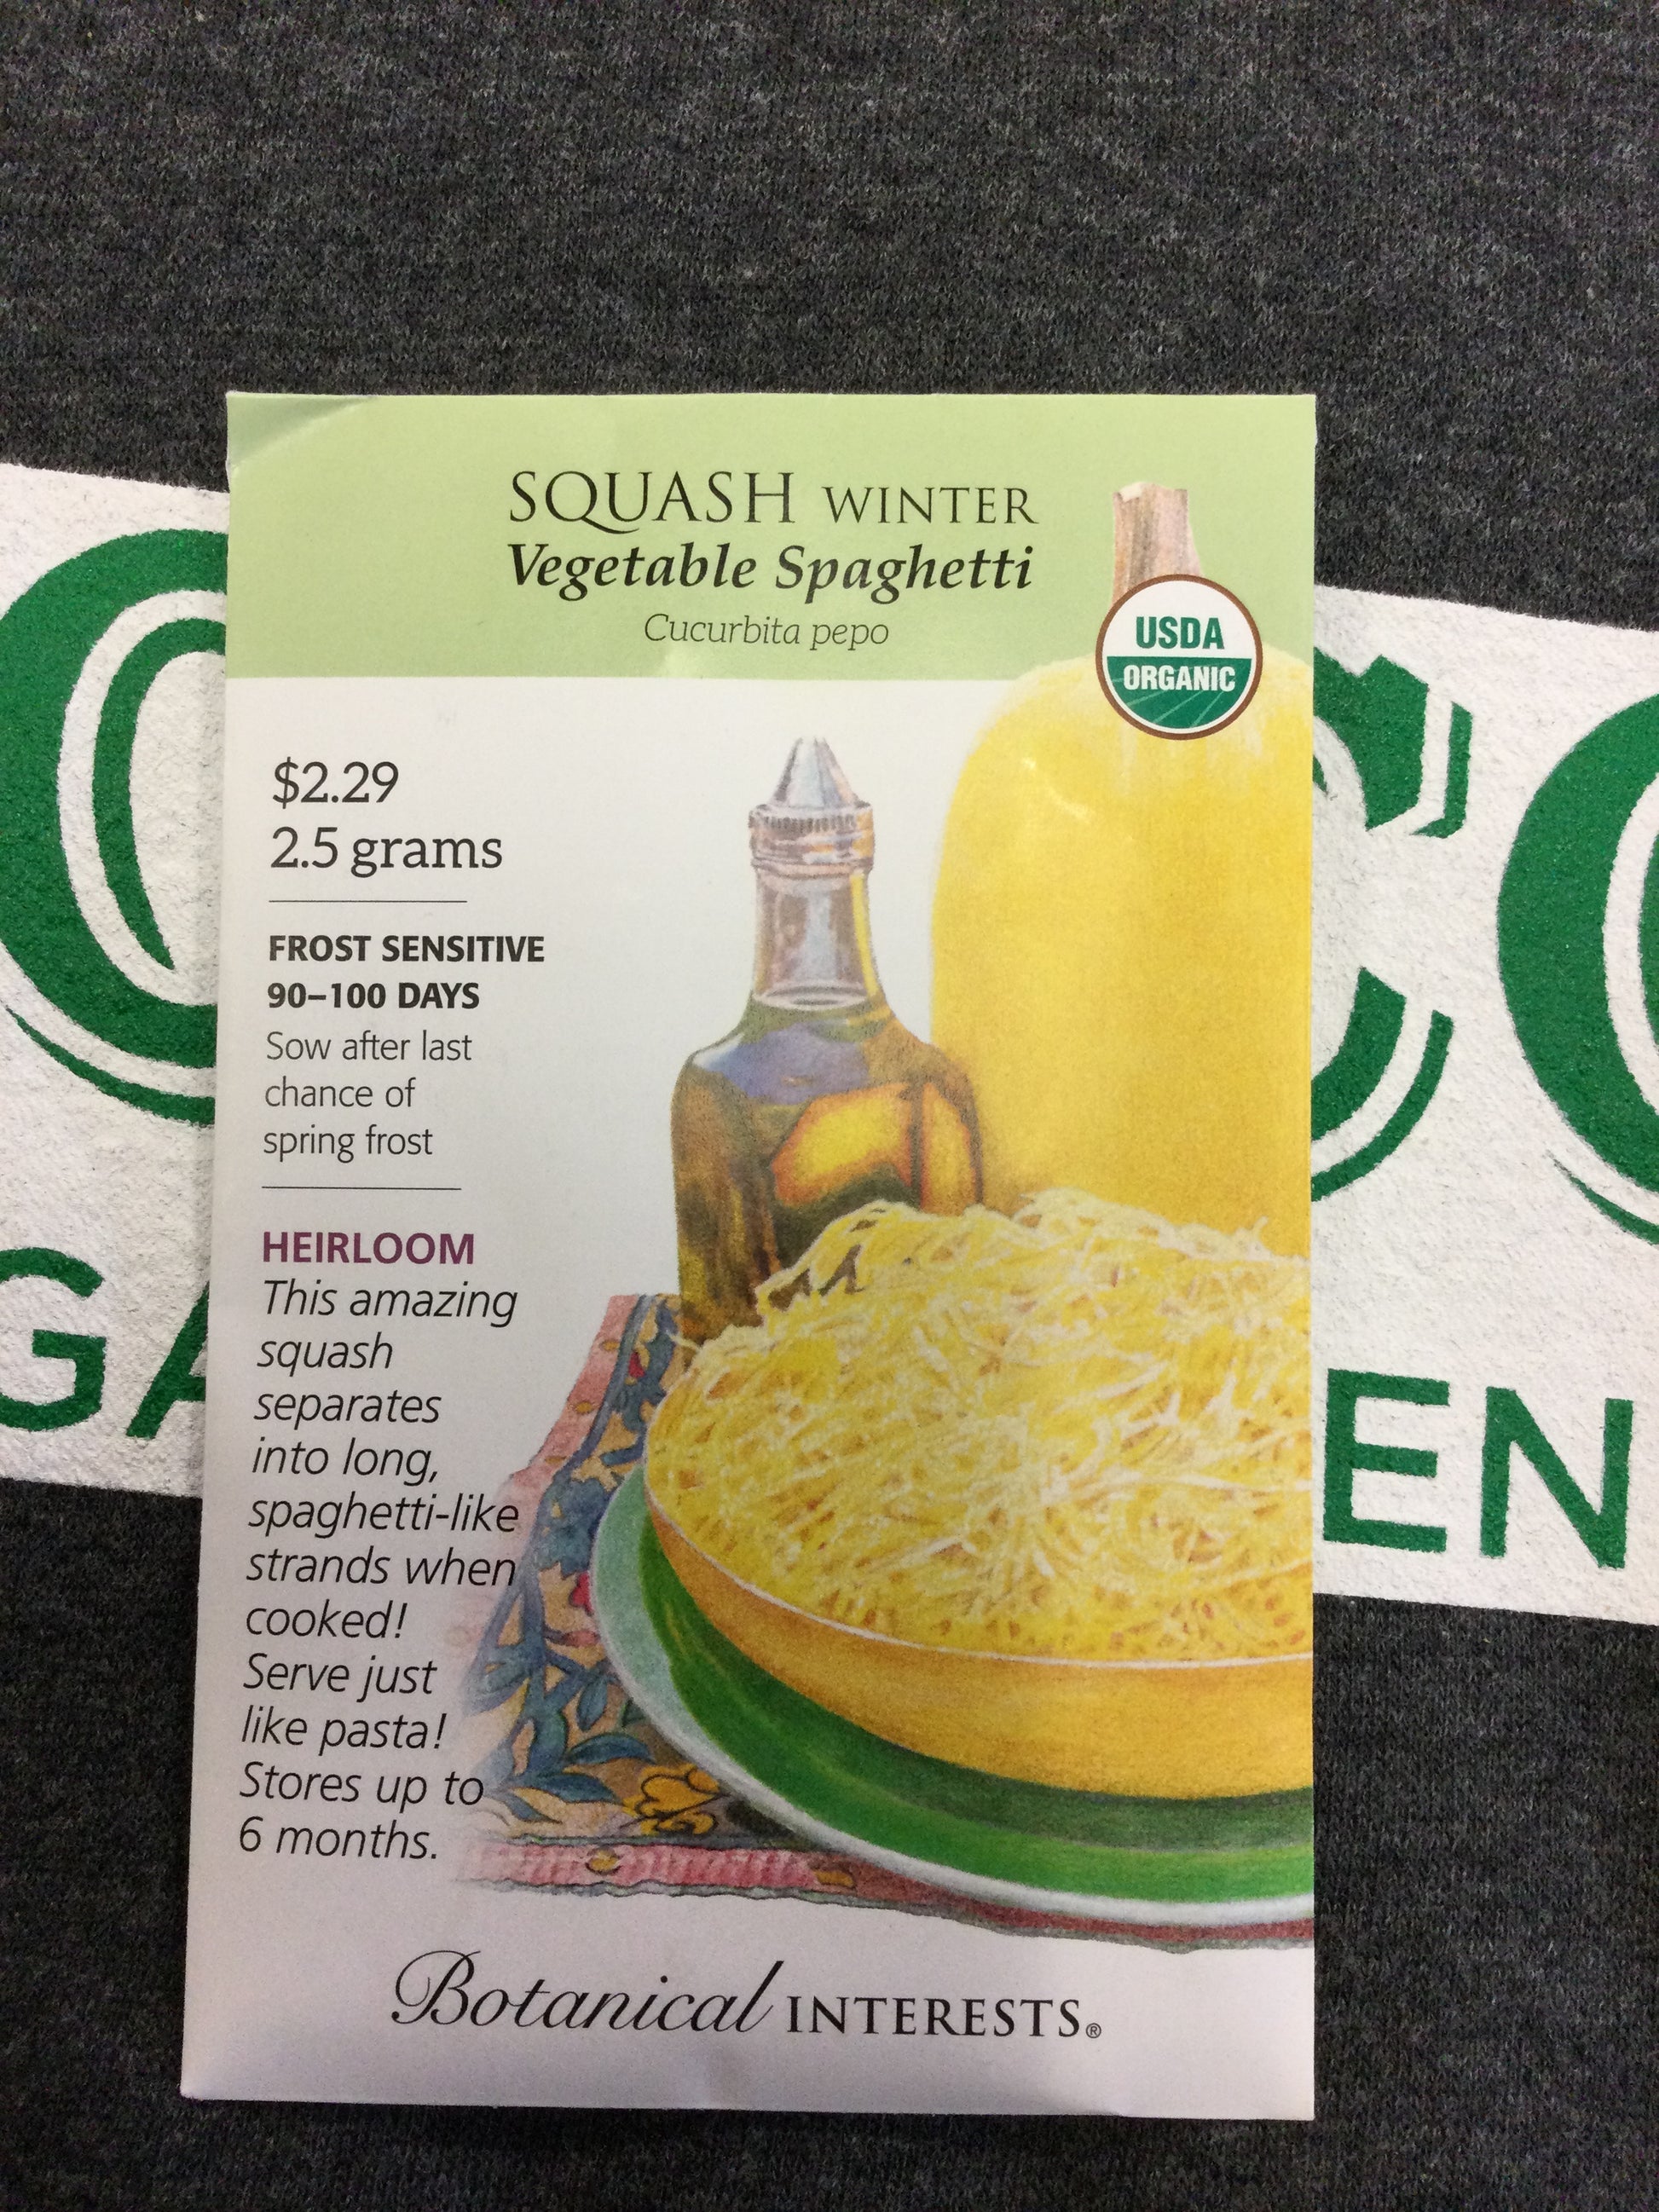 SQUASH WINTER
Vegetable Spaghetti
Cucurbita pepo
USDA
ORGANIC
$2.29
2.5 grams
FROST SENSITIVE
90–100 DAYS
Sow after last
chance of
spring frost
HEIRLOOM
This amazing
squash
separates
into long,
spaghetti-like
strands when
cooked!
Serve just
like pasta!
Stores up to
6 months.
Botanical INTERESTS®
GA
EN